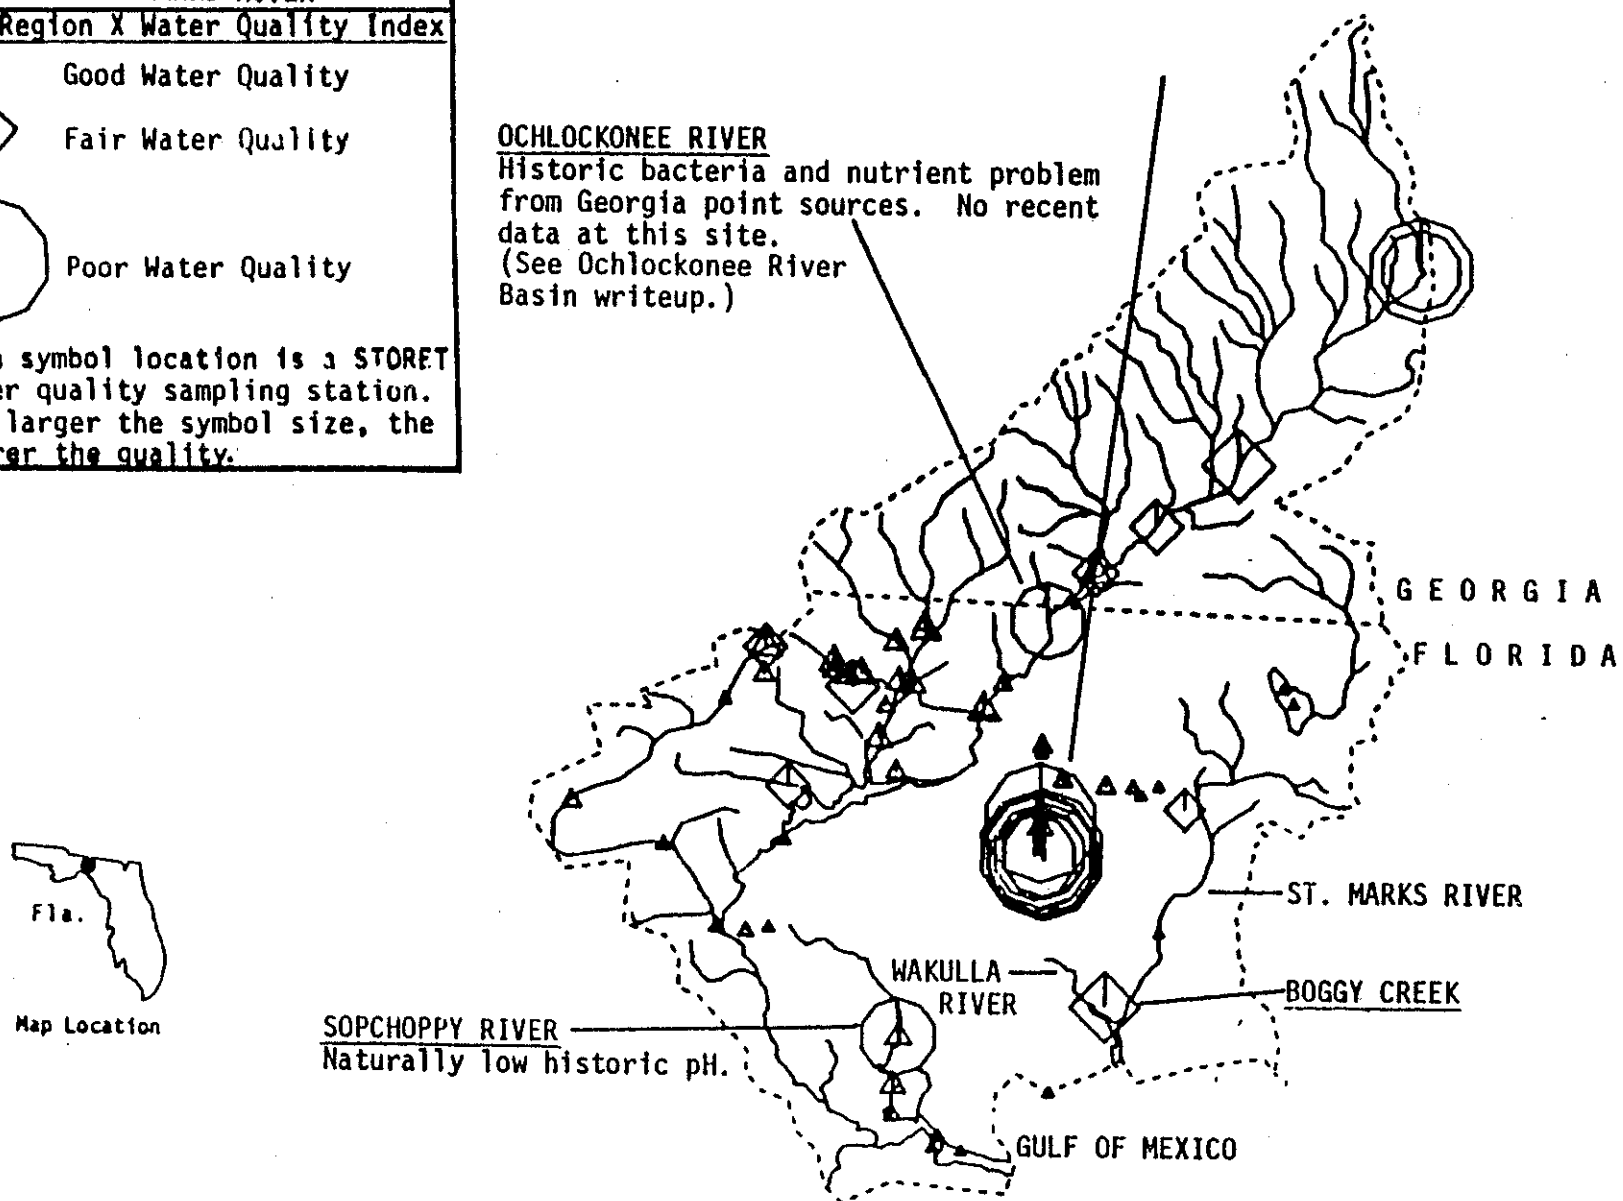 Region X Water Quality Index
Good Water Quality
Fair Water Quality
Poor Water Quality
symbol location is a STORET
quality sampling station.
larger the symbol size, the
the quality.
OCHLOCKONEE RIVER
Historic bacteria and nutrient problem
from Georgia point sources. No recent
data at this site.
(See Ochlockonee River
Basin writeup.)
GEORGIA
FLORIDA
ST. MARKS RIVER
WAKULLA
RIVER
BOGGY CREEK
Fla.
Map Location
SOPCHOPPY RIVER
Naturally low historic pH.
GULF OF MEXICO